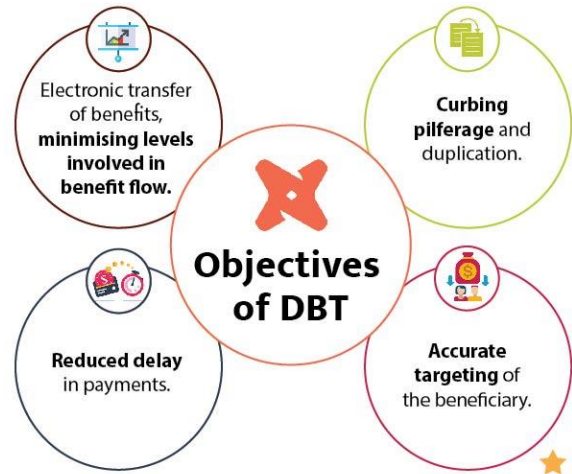 Electronic transfer
of benefits,
minimising levels
involved in
benefit flow.
Curbing
pilferage and
duplication.
Objectives
of DBT
Reduced delay
in payments.
Accurate
targeting of
the beneficiary.